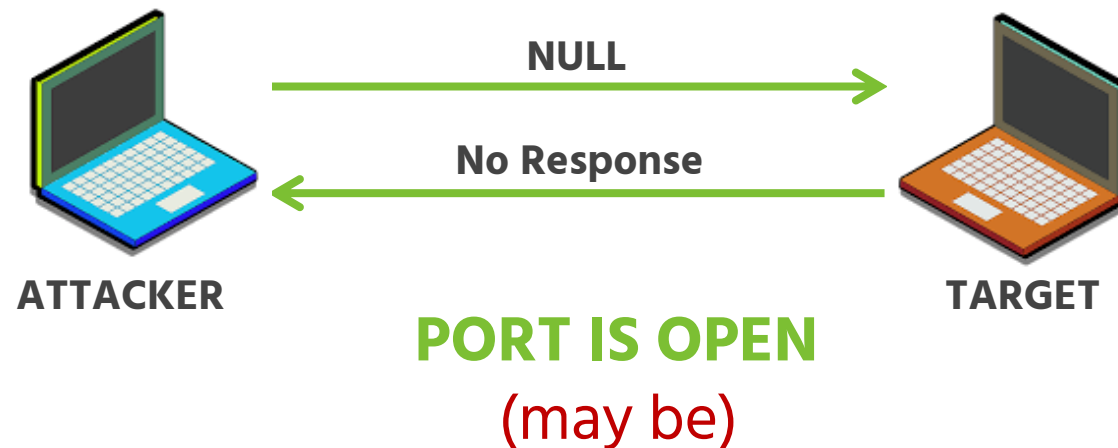 NULL
No Response
ATTACKER
TARGET
PORT IS OPEN
(may be)